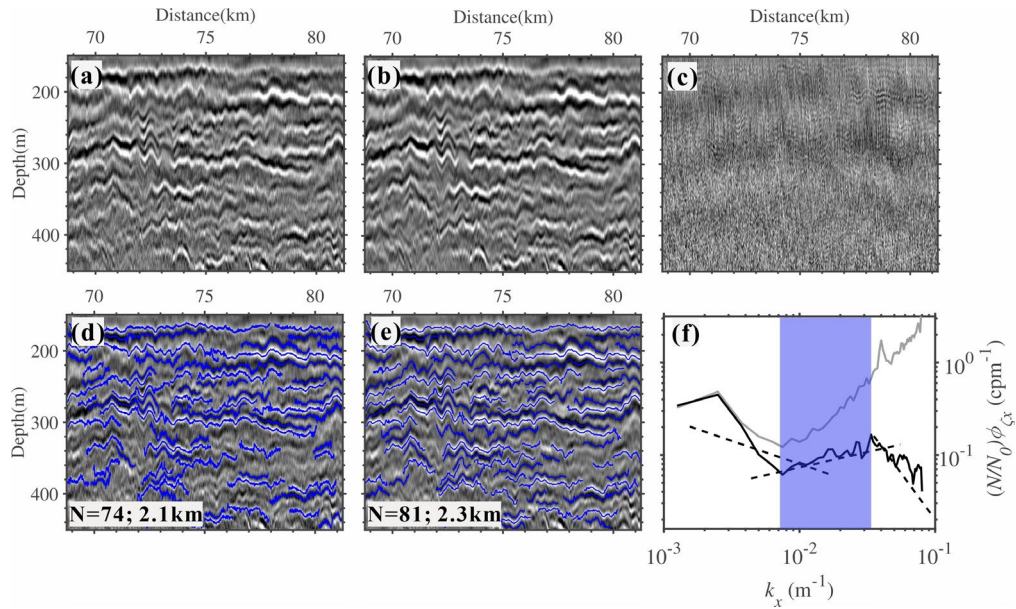 Distance(km) Distance(km) Distance(km)
70 75 80 70 75 80 70 75 80
(a) (b) (c)
Depth(m)
200
300
400
70 75 80 70 75 80
(d) (e) (f)
Depth(m)
200
300
400
N=74; 2.1km N=81; 2.3km
10⁰
10⁻¹
(N/N₀)ϕζₓ (cpm⁻¹)
10⁻³ 10⁻² 10⁻¹
kₓ (m⁻¹)